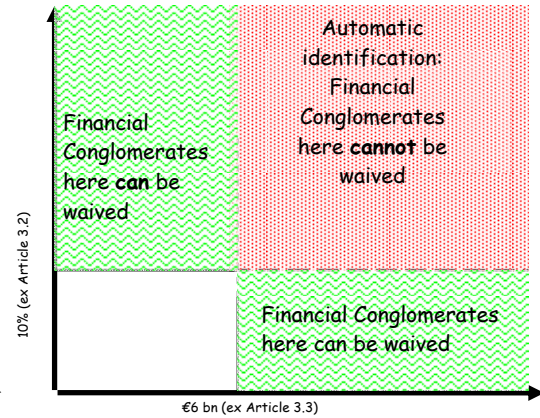 Automatic
identification:
Financial
Conglomerates
here cannot be
waived
Financial
Conglomerates
here can be
waived
Financial Conglomerates
here can be waived
10% (ex Article 3.2)
€6 bn (ex Article 3.3)